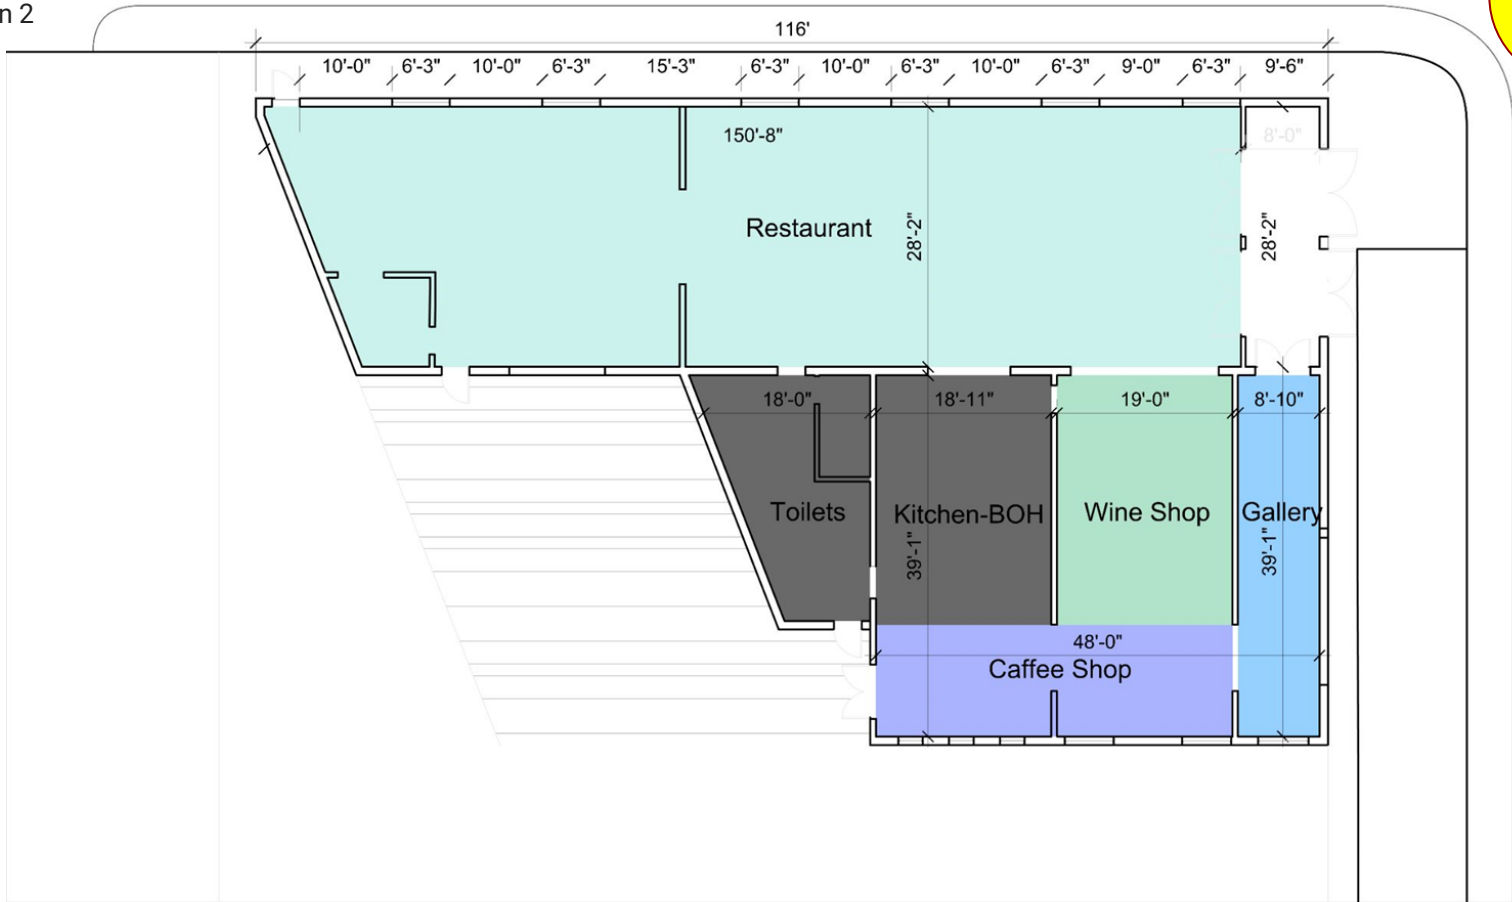 n 2
116'
10'-0" 6'-3" 10'-0" 6'-3" 15'-3" 6'-3" 10'-0" 6'-3" 10'-0" 6'-3" 9'-0" 6'-3" 9'-6"
150'-8" 8'-0"
Restaurant 28'-2" 28'-2"
18'-0" 18'-11" 19'-0" 8'-10"
Toilets Kitchen-BOH Wine Shop Gallery
39'-1" 39'-1"
48'-0"
Caffee Shop